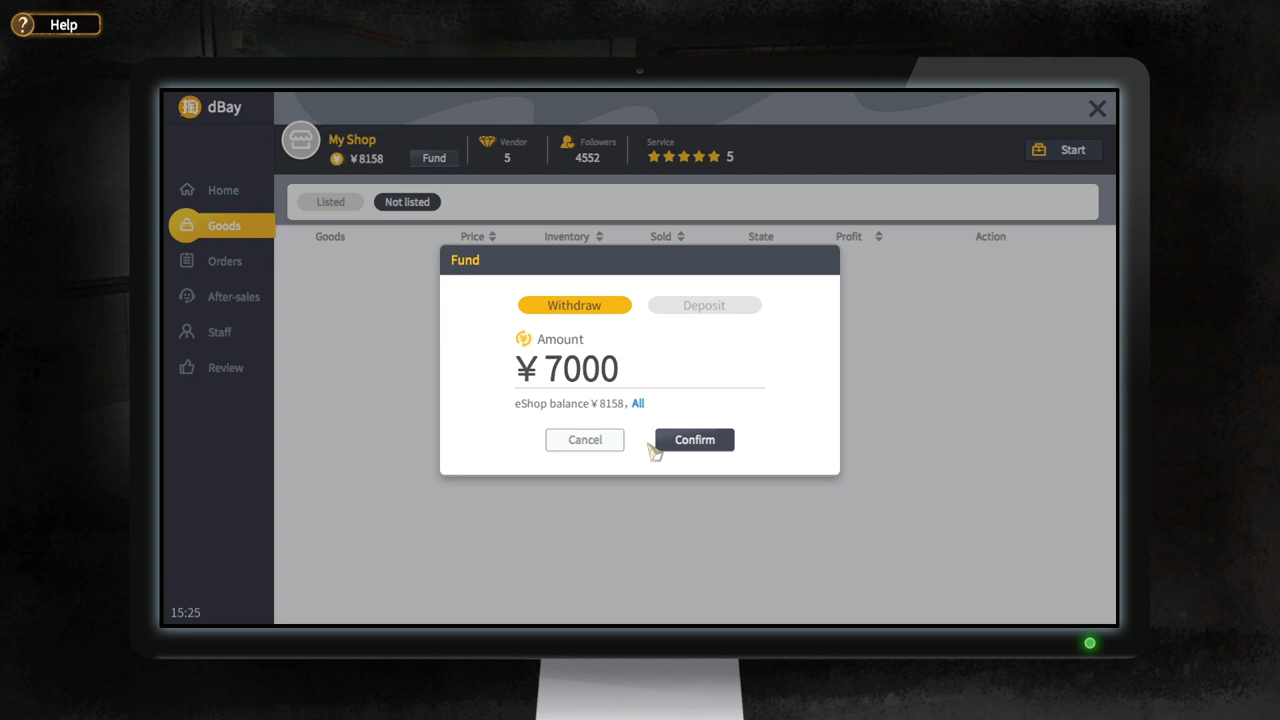 ? Help
淘 dBay
My Shop
¥8158
Fund
Vendor
5
Followers
4552
Service
5
Start
Home
Goods
Orders
After-sales
Staff
Review
15:25
Listed
Not listed
Goods Price Inventory Sold State Profit Action
Fund
Withdraw
Deposit
Amount
¥7000
eShop balance¥8158, All
Cancel
Confirm